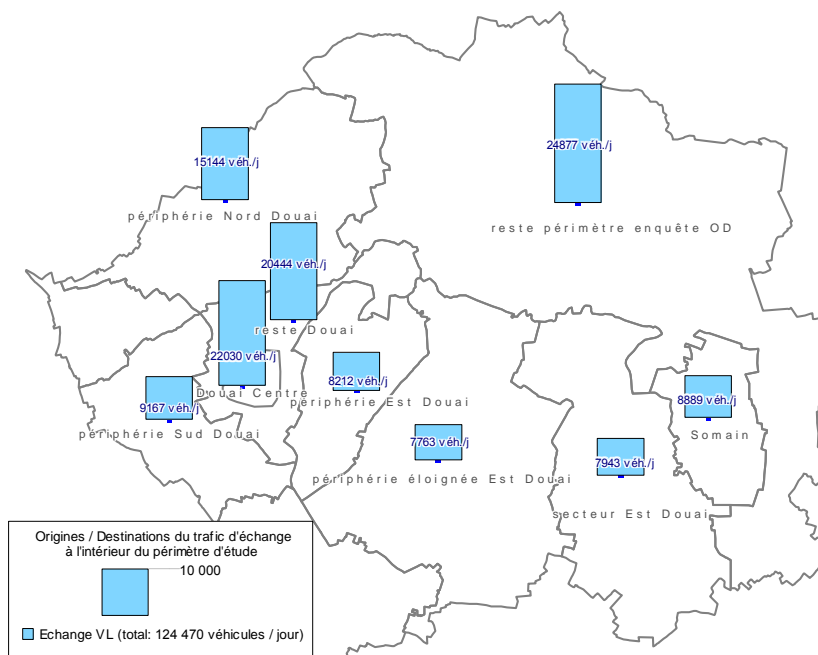 24877 véh./j
15144 véh./j
périphérie Nord Douai
reste périmètre enquête OD
20444 véh./j
reste Douai
22030 véh./j
Douai Centre
8212 véh./j
périphérie Est Douai
9167 véh./j
périphérie Sud Douai
8889 véh./j
Somain
7763 véh./j
périphérie éloignée Est Douai
7943 véh./j
secteur Est Douai
Origines / Destinations du trafic d'échange
à l'intérieur du périmètre d'étude
10 000
Echange VL (total: 124 470 véhicules / jour)